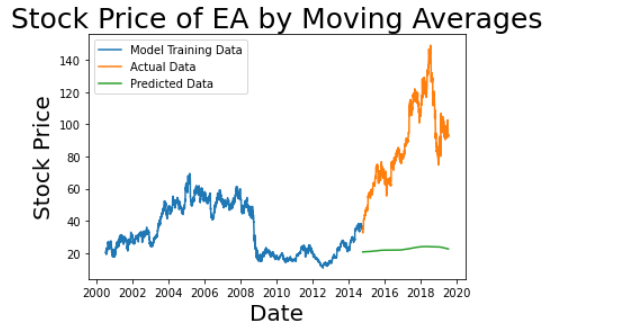 Stock Price of EA by Moving Averages
Model Training Data
Actual Data
Predicted Data
Stock Price
140
120
100
80
60
40
20
2000 2002 2004 2006 2008 2010 2012 2014 2016 2018 2020
Date